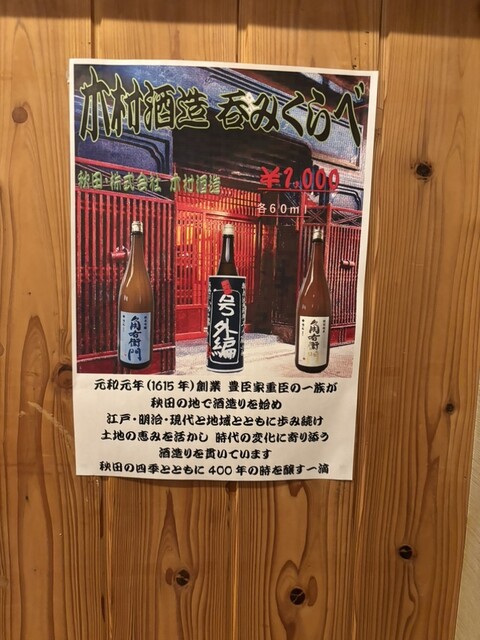 木村酒造 呑みくらべ
秋田・株式会社 木村酒造
¥2,000
各60ml
角右衛門
號外編
角右衛門
元和元年(1615年)創業 豊臣家重臣の一族が
秋田の地で酒造りを始め
江戸・明治・現代と地域とともに歩み続け
土地の恵みを活かし 時代の変化に寄り添う
酒造りを貫いています
秋田の四季とともに400年の時を醸す一滴